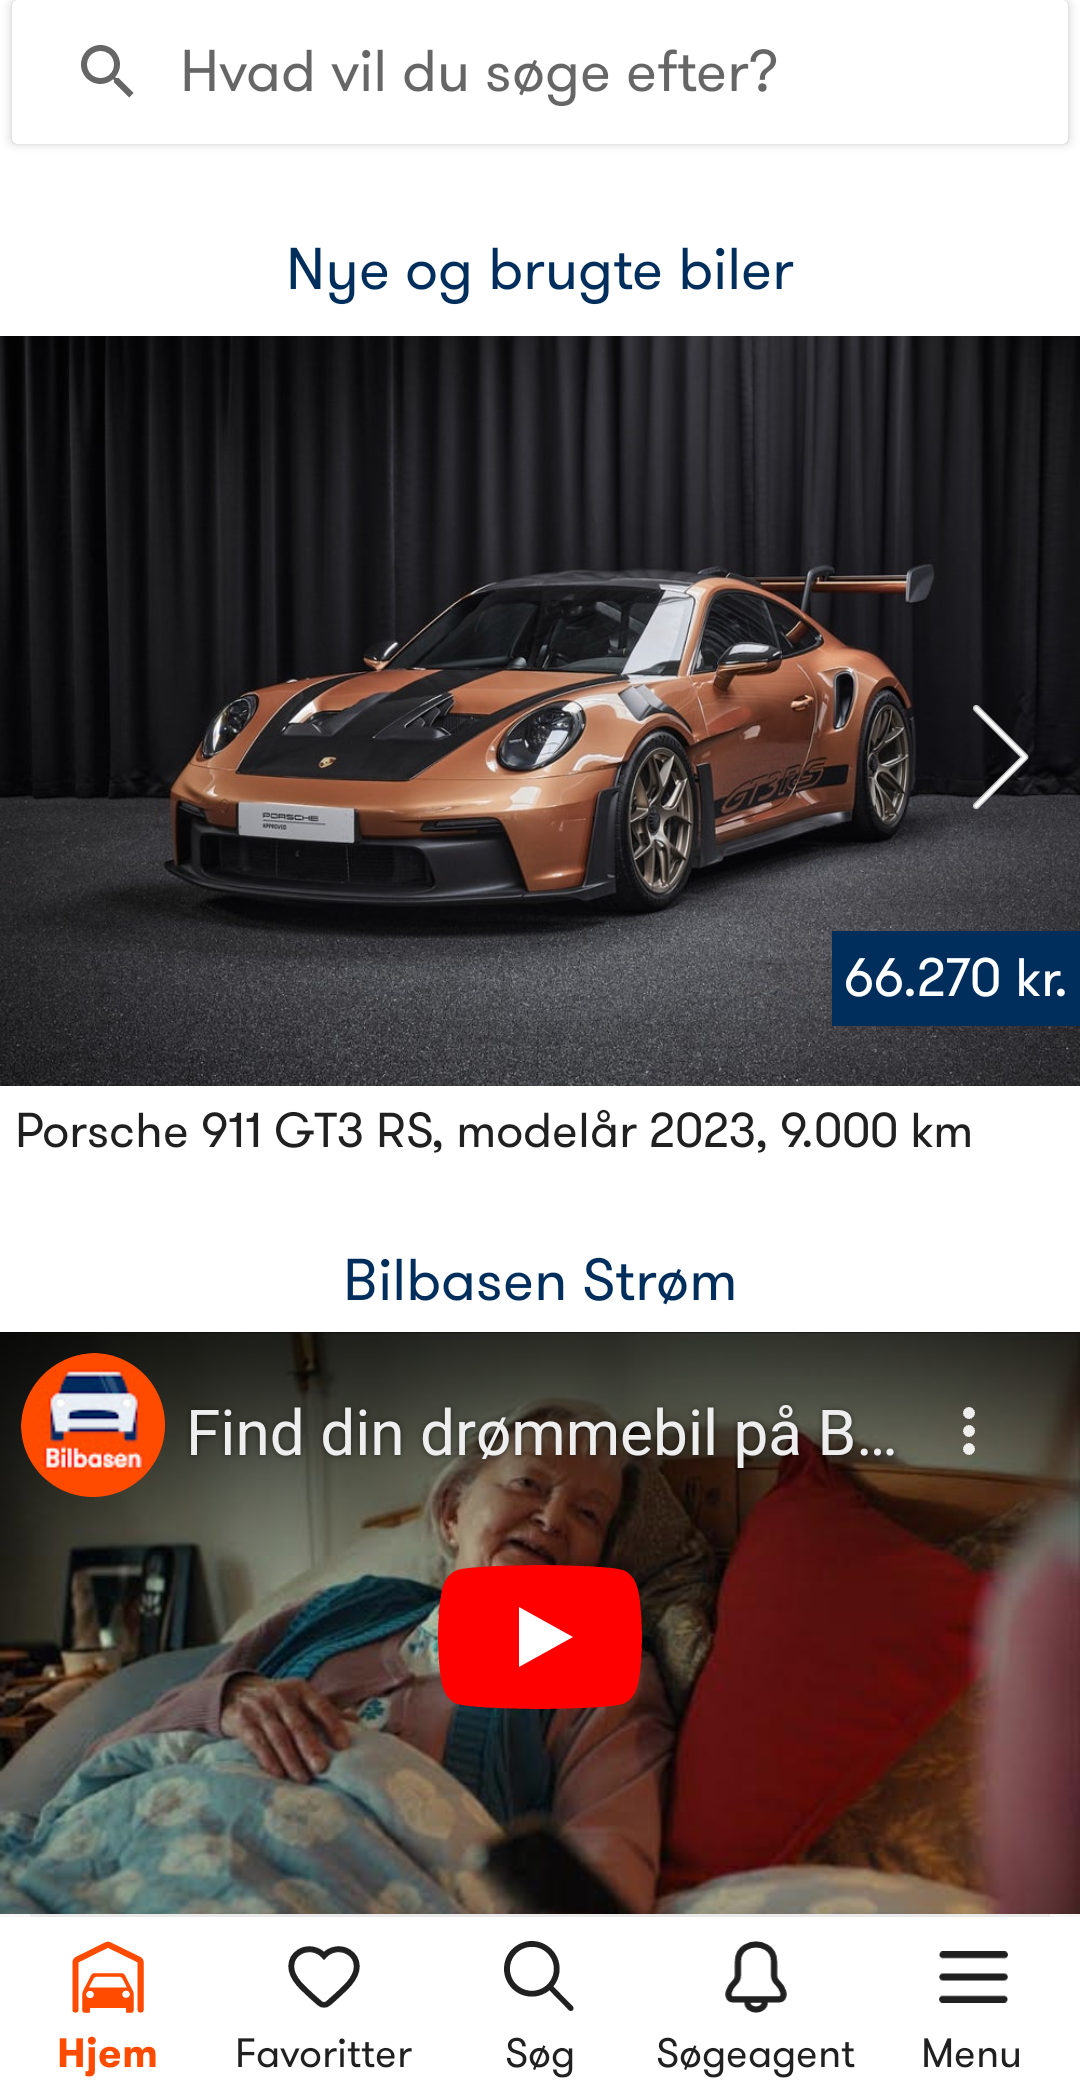 Hvad vil du søge efter?
Nye og brugte biler
GT3 RS
PORSCHE
APPROVED
66.270 kr.
Porsche 911 GT3 RS, modelår 2023, 9.000 km
Bilbasen Strøm
Find din drømmebil på B...
Bilbasen
Hjem
Favoritter
Søg
Søgeagent
Menu